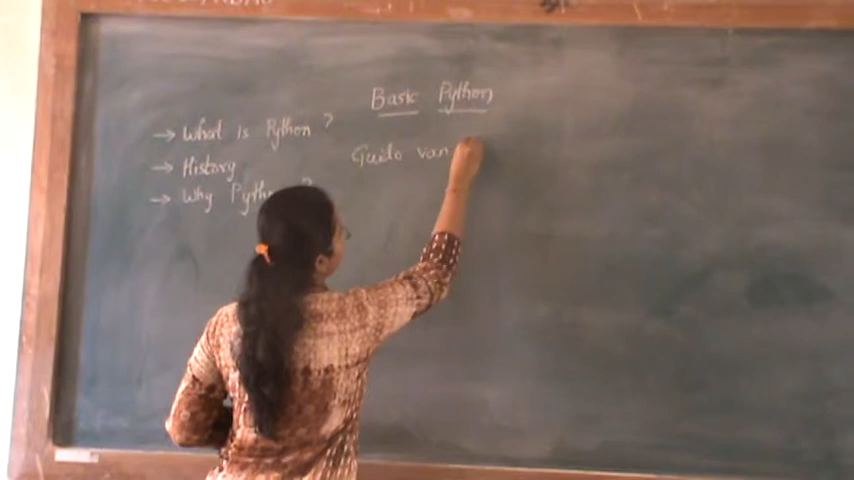 Basic Python
→ What is Python ?
→ History
Guido van
→ Why Python ?